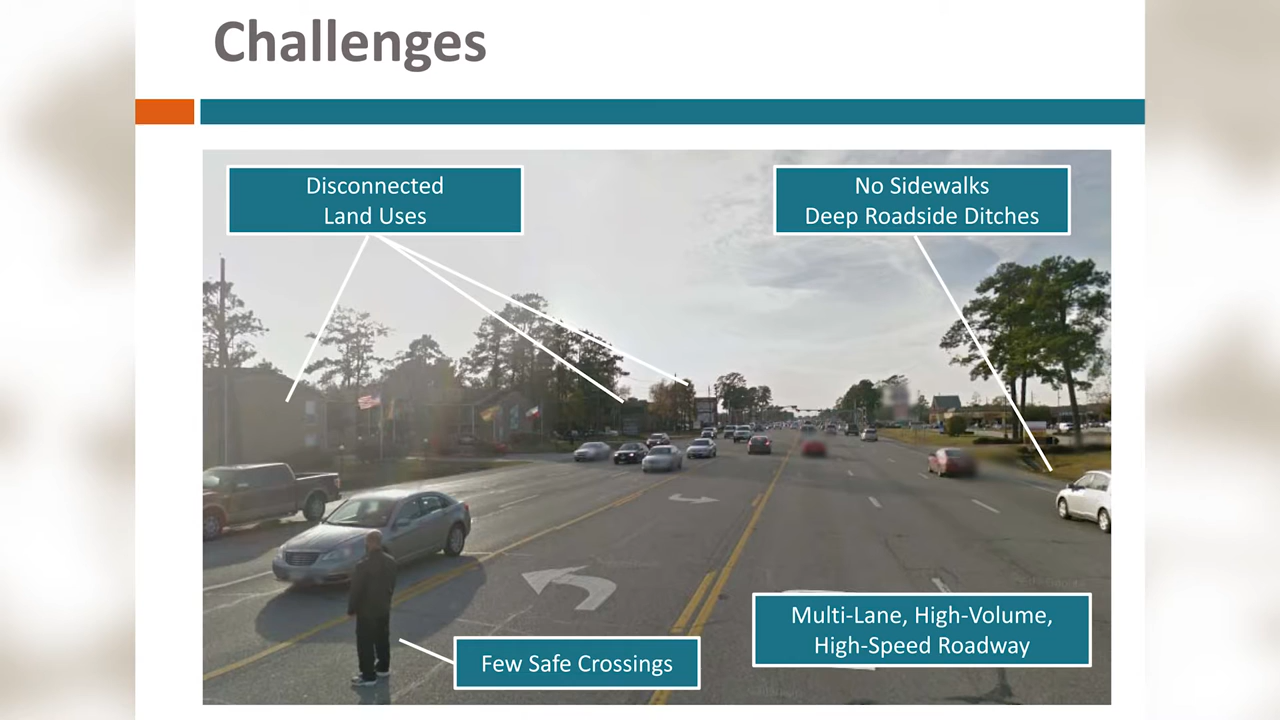 Challenges
Disconnected
Land Uses
No Sidewalks
Deep Roadside Ditches
Multi-Lane, High-Volume,
High-Speed Roadway
Few Safe Crossings